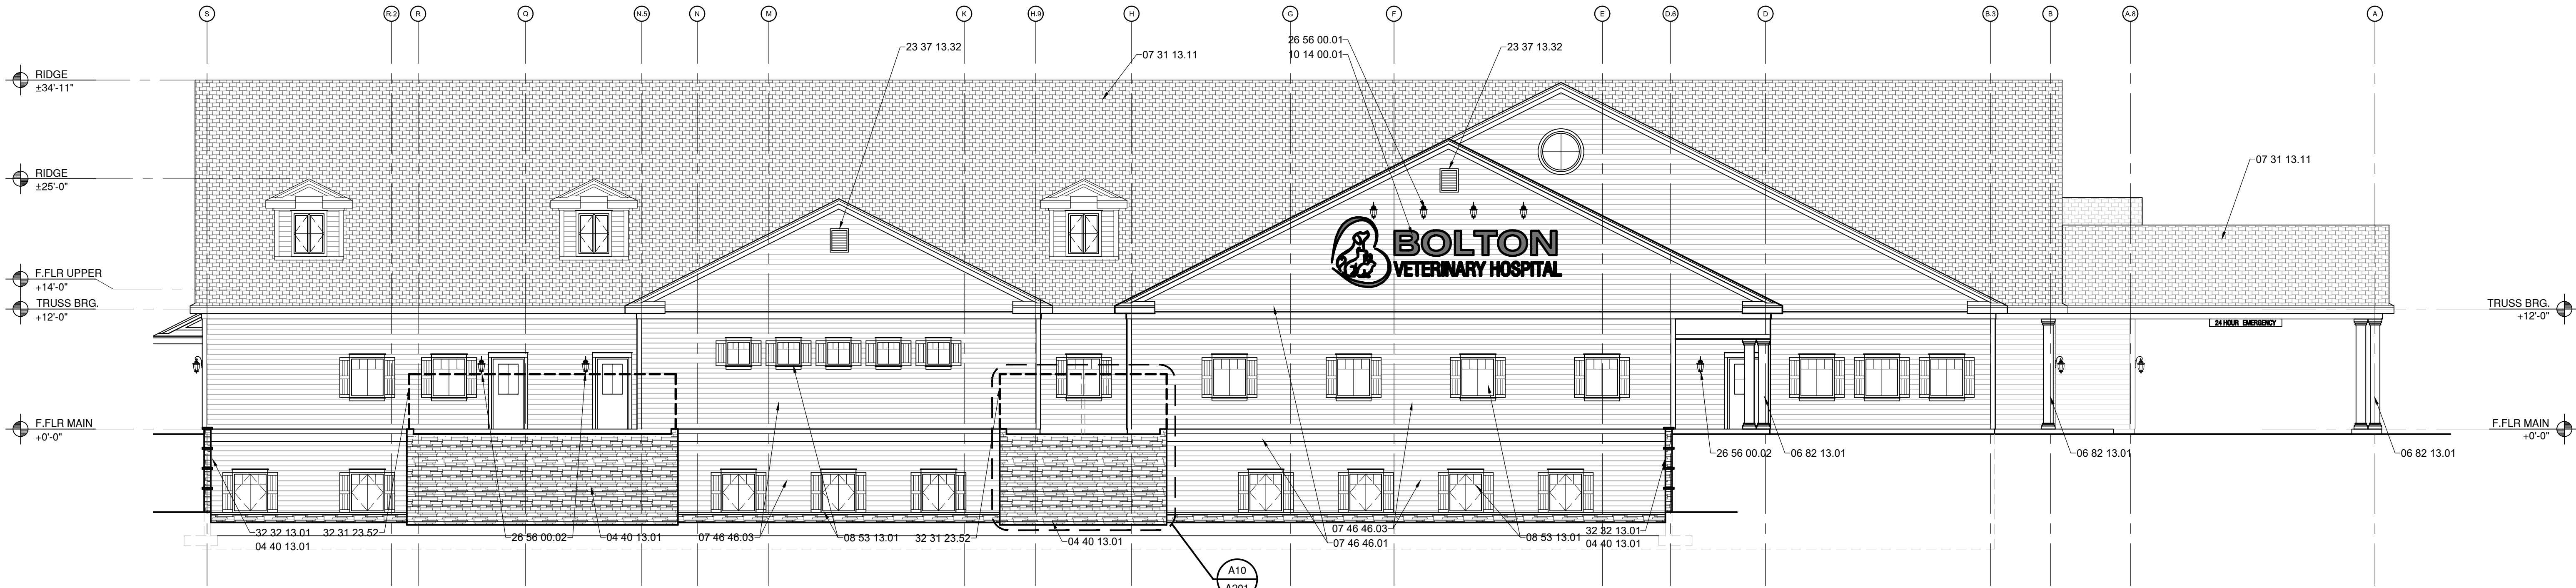 S R.2 R Q N.5 N M K H.9 H G F E D.6 D B.3 B A.8 A
26 56 00.01
10 14 00.01
23 37 13.32
23 37 13.32
07 31 13.11
RIDGE
±34'-11"
07 31 13.11
RIDGE
±25'-0"
BOLTON
VETERINARY HOSPITAL
F.FLR UPPER
+14'-0"
TRUSS BRG.
+12'-0"
TRUSS BRG.
+12'-0"
24 HOUR EMERGENCY
F.FLR MAIN
+0'-0"
F.FLR MAIN
+0'-0"
26 56 00.02
06 82 13.01
06 82 13.01
06 82 13.01
32 32 13.01
04 40 13.01
32 31 23.52
26 56 00.02
04 40 13.01
07 46 46.03
08 53 13.01
32 31 23.52
04 40 13.01
07 46 46.03
07 46 46.01
08 53 13.01
32 32 13.01
04 40 13.01
A10
A201